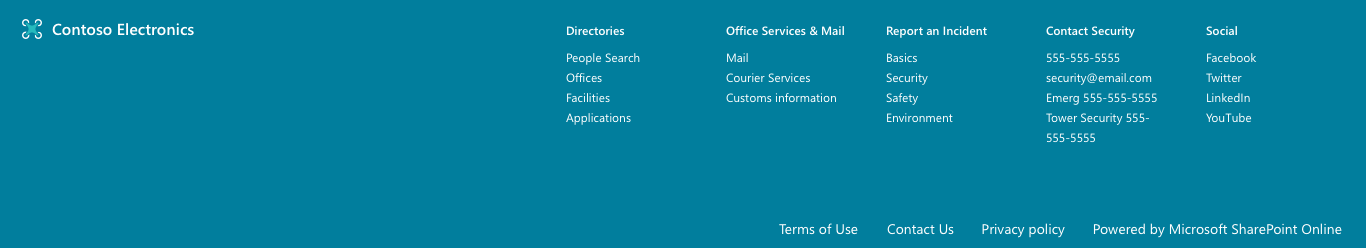 Contoso Electronics
Directories
People Search
Offices
Facilities
Applications
Office Services & Mail
Mail
Courier Services
Customs information
Report an Incident
Basics
Security
Safety
Environment
Contact Security
555-555-5555
security@email.com
Emerg 555-555-5555
Tower Security 555-
555-5555
Social
Facebook
Twitter
LinkedIn
YouTube
Terms of Use
Contact Us
Privacy policy
Powered by Microsoft SharePoint Online